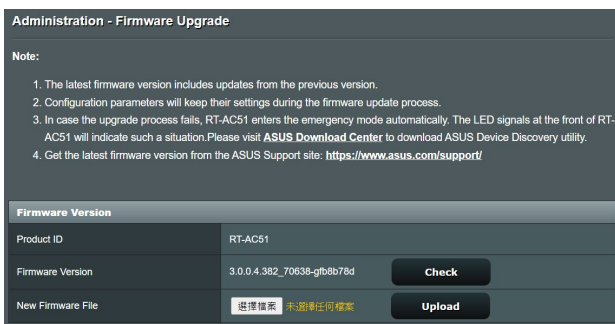 Administration - Firmware Upgrade
Note:
1. The latest firmware version includes updates from the previous version.
2. Configuration parameters will keep their settings during the firmware update process.
3. In case the upgrade process fails, RT-AC51 enters the emergency mode automatically. The LED signals at the front of RT-
AC51 will indicate such a situation.Please visit ASUS Download Center to download ASUS Device Discovery utility.
4. Get the latest firmware version from the ASUS Support site: https://www.asus.com/support/
Firmware Version
Product ID RT-AC51
Firmware Version 3.0.0.4.382_70638-gfb8b78d Check
New Firmware File 選擇檔案 未選擇任何檔案 Upload